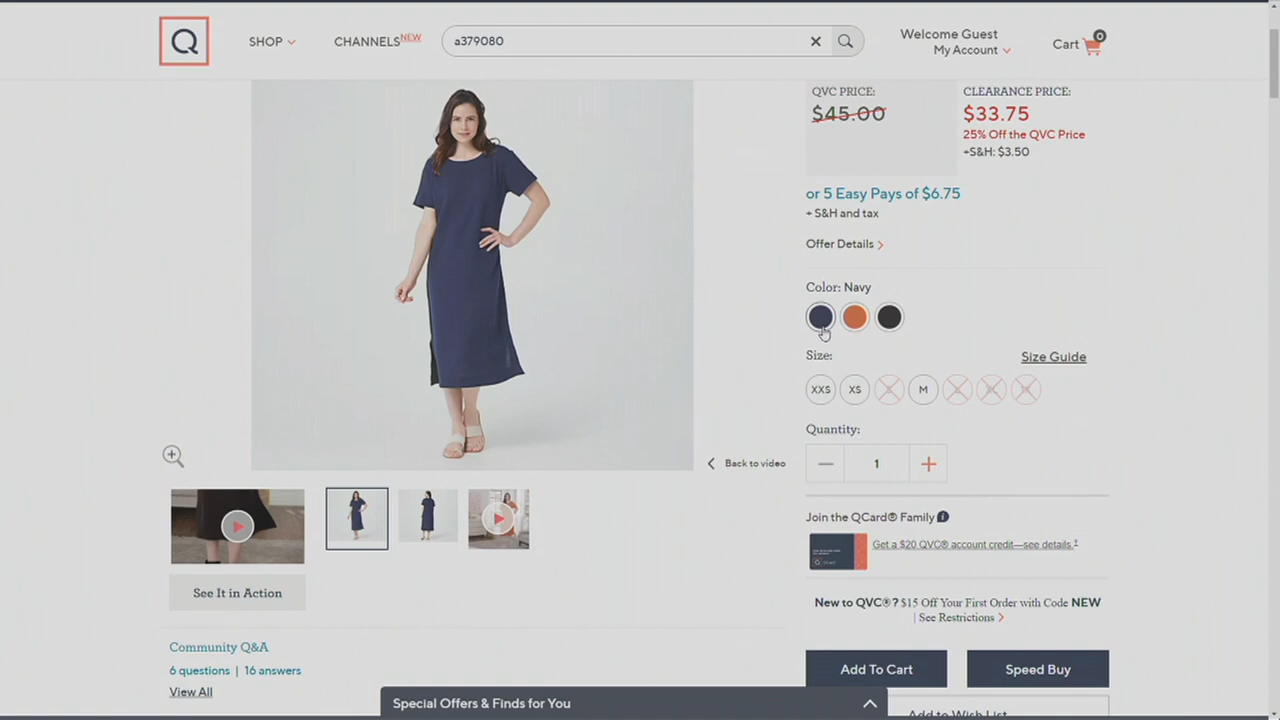 Q
SHOP
CHANNELS NEW
a379080
Welcome Guest
My Account
Cart 0
QVC PRICE:
$45.00
CLEARANCE PRICE:
$33.75
25% Off the QVC Price
+S&H: $3.50
or 5 Easy Pays of $6.75
+ S&H and tax
Offer Details
Color: Navy
Size:
Size Guide
XXS XS M
Quantity:
1
Back to video
Join the QCard® Family
Get a $20 QVC® account credit—see details.‡
See It in Action
New to QVC®? $15 Off Your First Order with Code NEW
| See Restrictions
Community Q&A
6 questions | 16 answers
View All
Add To Cart
Speed Buy
Special Offers & Finds for You
Add to Wish List